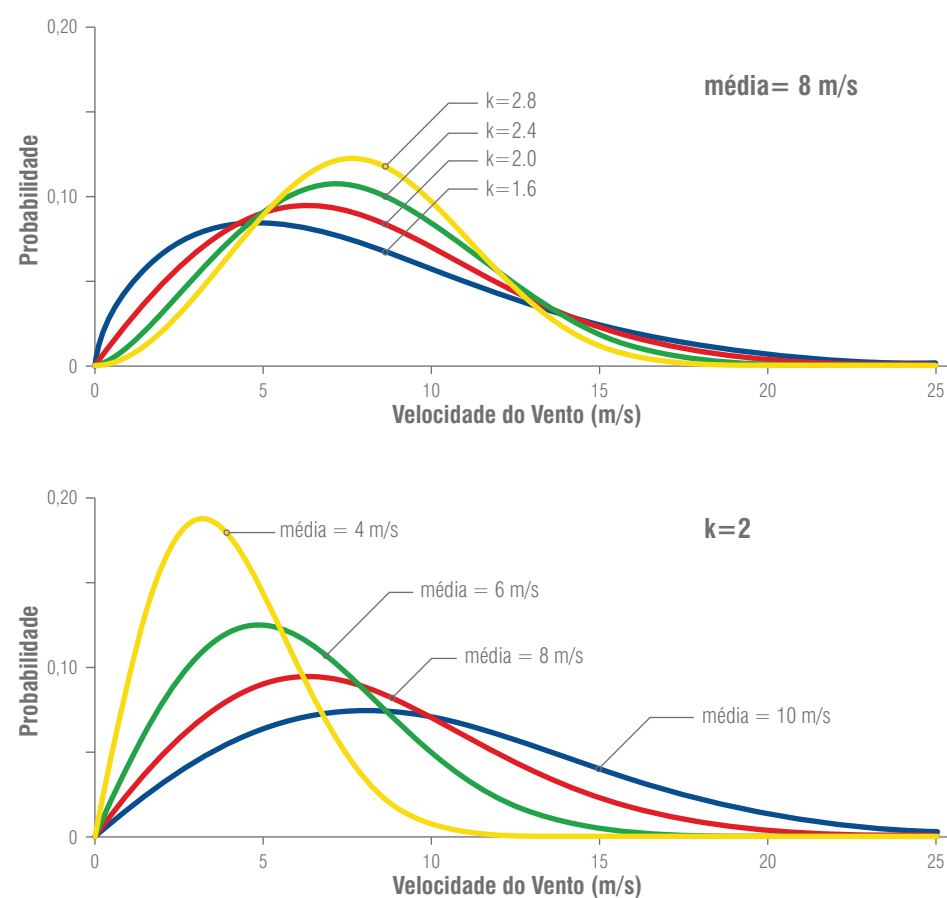 0,20
média= 8 m/s
k=2.8
k=2.4
k=2.0
k=1.6
0,10
Probabilidade
0
0 5 10 15 20 25
Velocidade do Vento (m/s)
0,20
k=2
média = 4 m/s
média = 6 m/s
média = 8 m/s
média = 10 m/s
0,10
Probabilidade
0
0 5 10 15 20 25
Velocidade do Vento (m/s)